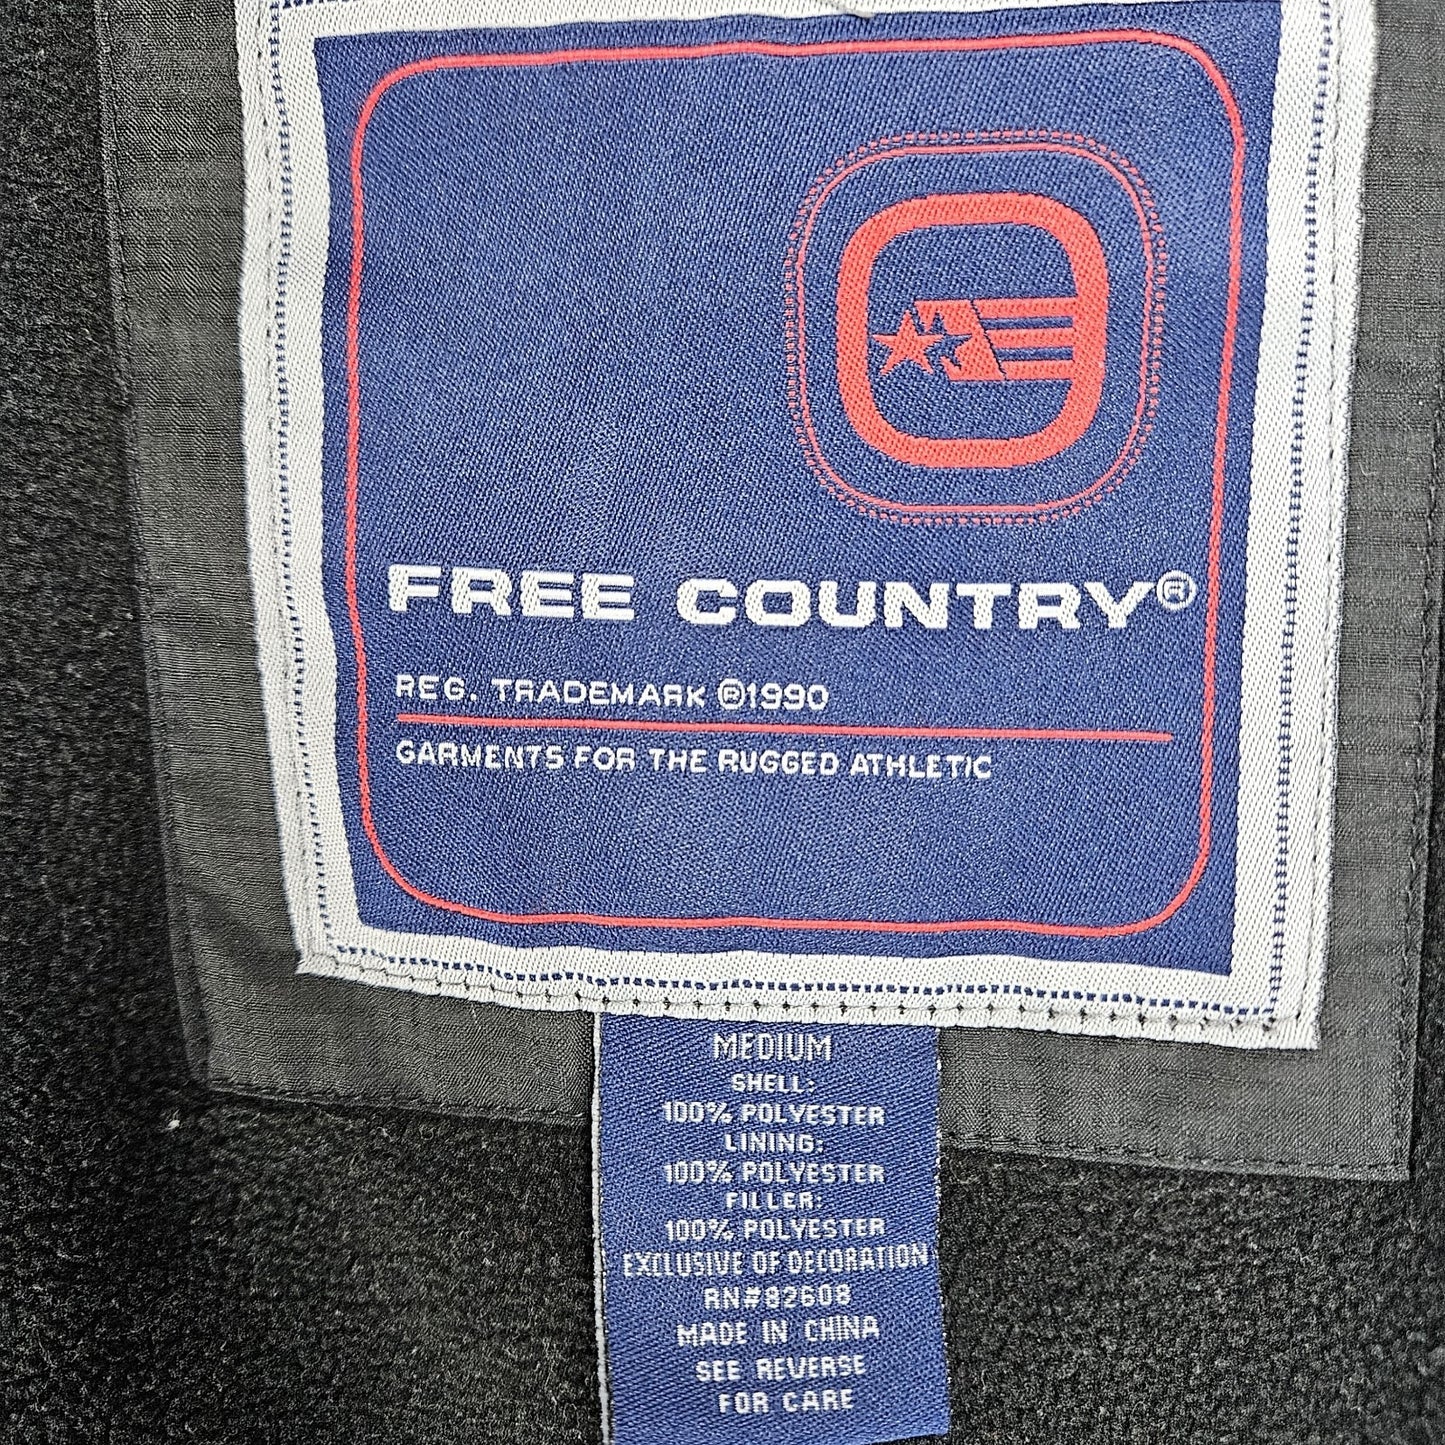 FREE COUNTRY®
REG. TRADEMARK ®1990
GARMENTS FOR THE RUGGED ATHLETIC
MEDIUM
SHELL:
100% POLYESTER
LINING:
100% POLYESTER
FILLER:
100% POLYESTER
EXCLUSIVE OF DECORATION
RN#82608
MADE IN CHINA
SEE REVERSE
FOR CARE